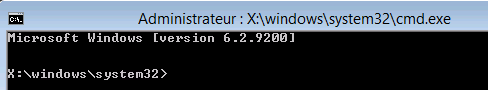 Administrateur : X:\windows\system32\cmd.exe
Microsoft Windows [version 6.2.9200]
X:\windows\system32>